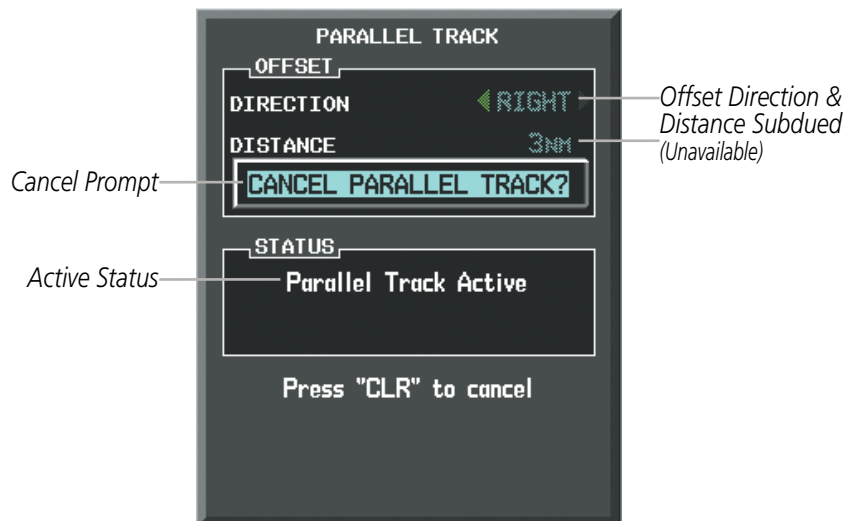 PARALLEL TRACK
OFFSET
DIRECTION RIGHT
DISTANCE 3NM
CANCEL PARALLEL TRACK?
STATUS
Parallel Track Active
Press "CLR" to cancel
Cancel Prompt
Active Status
Offset Direction &
Distance Subdued
(Unavailable)